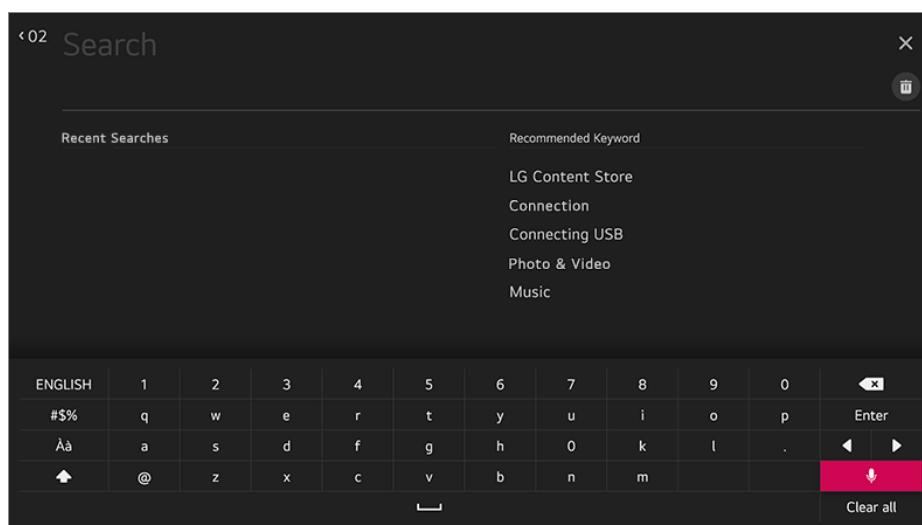 ‹02
Search
Recent Searches
Recommended Keyword
LG Content Store
Connection
Connecting USB
Photo & Video
Music
ENGLISH 1 2 3 4 5 6 7 8 9 0
#$% q w e r t y u i o p Enter
Àà a s d f g h 0 k l .
@ z x c v b n m
Clear all